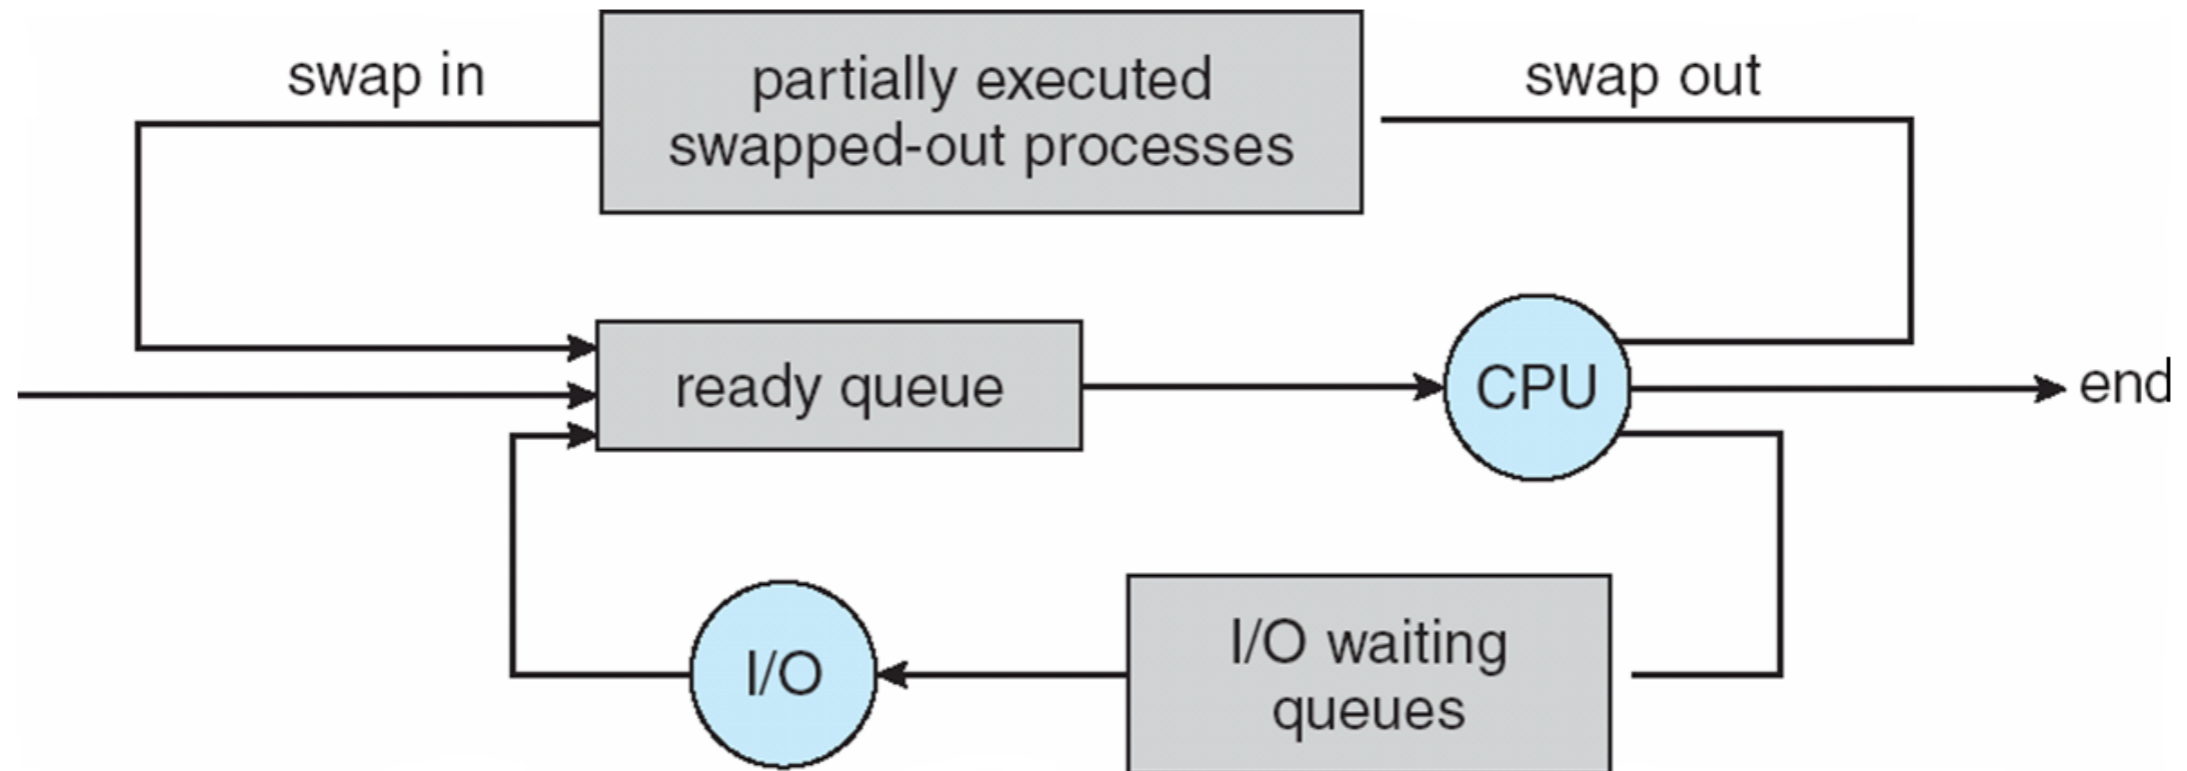 swap in
partially executed
swapped-out processes
swap out
ready queue
CPU
end
I/O
I/O waiting
queues